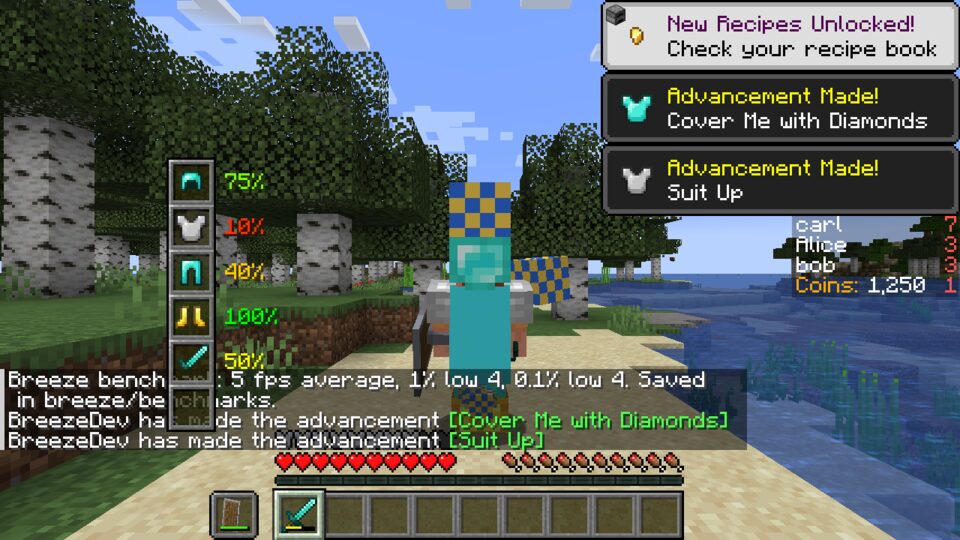 New Recipes Unlocked!
Check your recipe book
Advancement Made!
Cover Me with Diamonds
Advancement Made!
Suit Up
carl 7
Alice 3
bob 3
Coins: 1,250 1
75%
10%
40%
100%
50%
Breeze : 5 fps average, 1% low 4, 0.1% low 4. Saved
in
BreezeDev made the advancement [Cover Me with Diamonds]
BreezeDev has made the advancement [Suit Up]